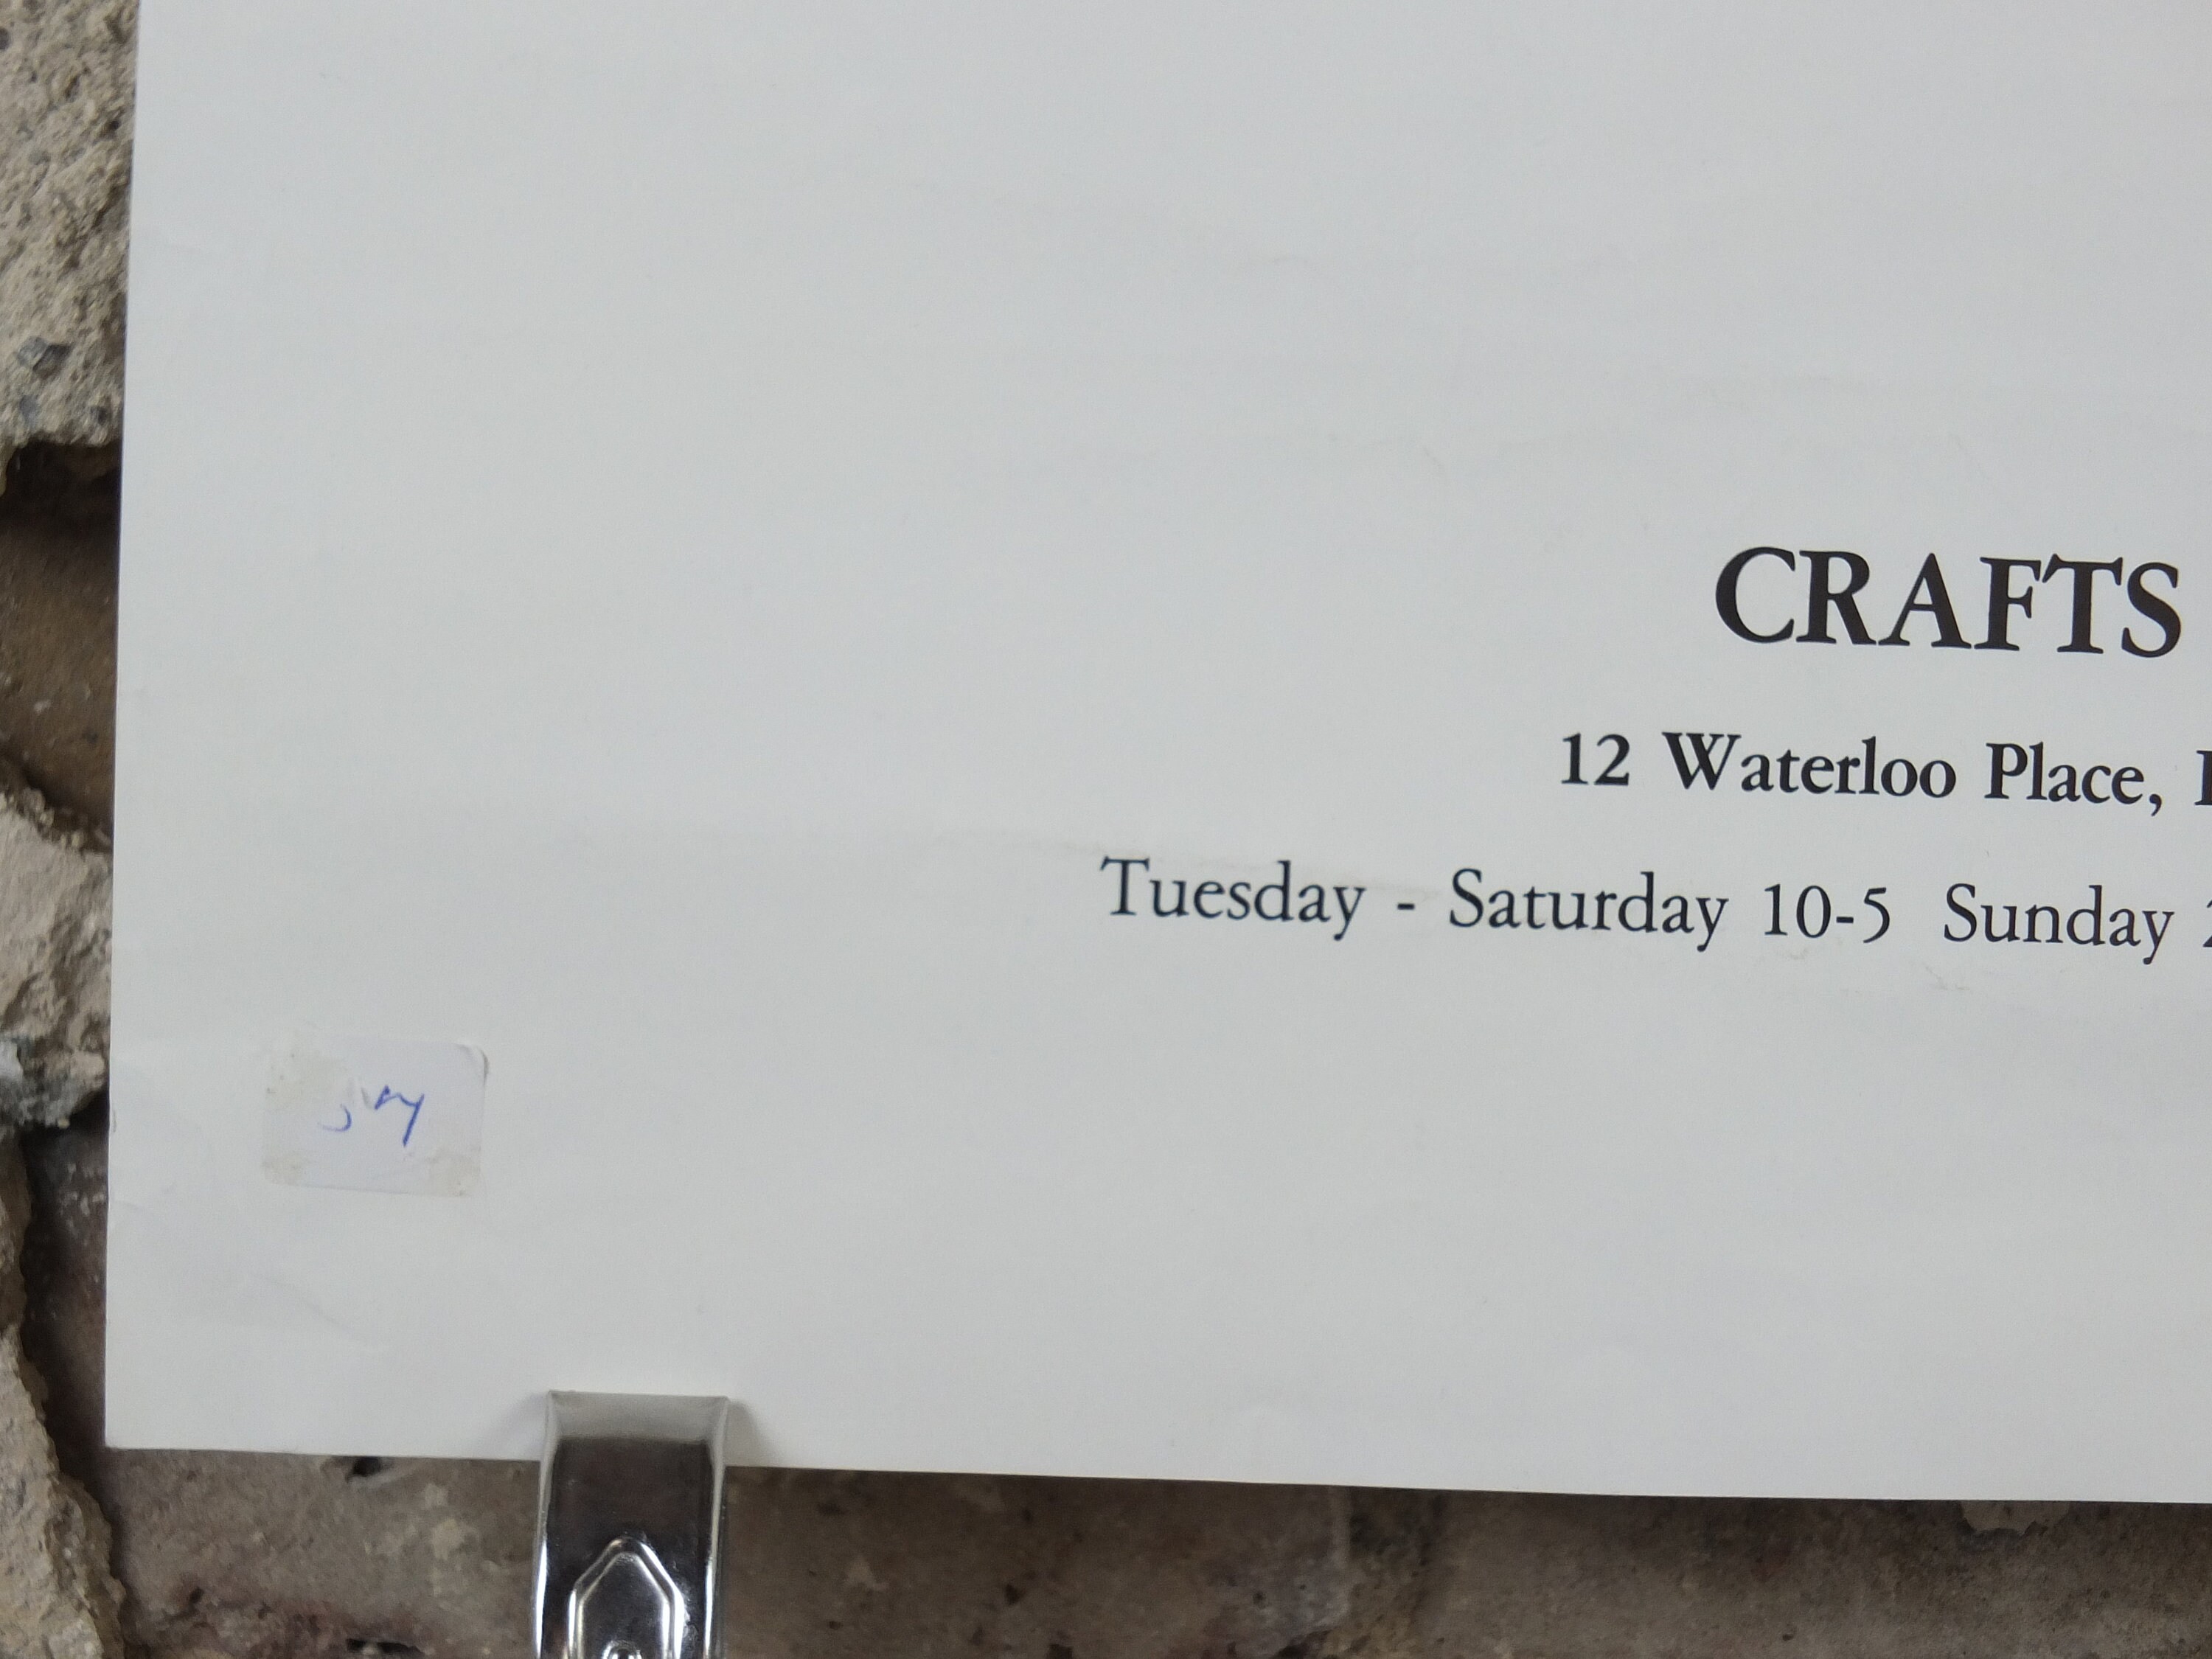 CRAFTS
12 Waterloo Place,
Tuesday - Saturday 10-5 Sunday